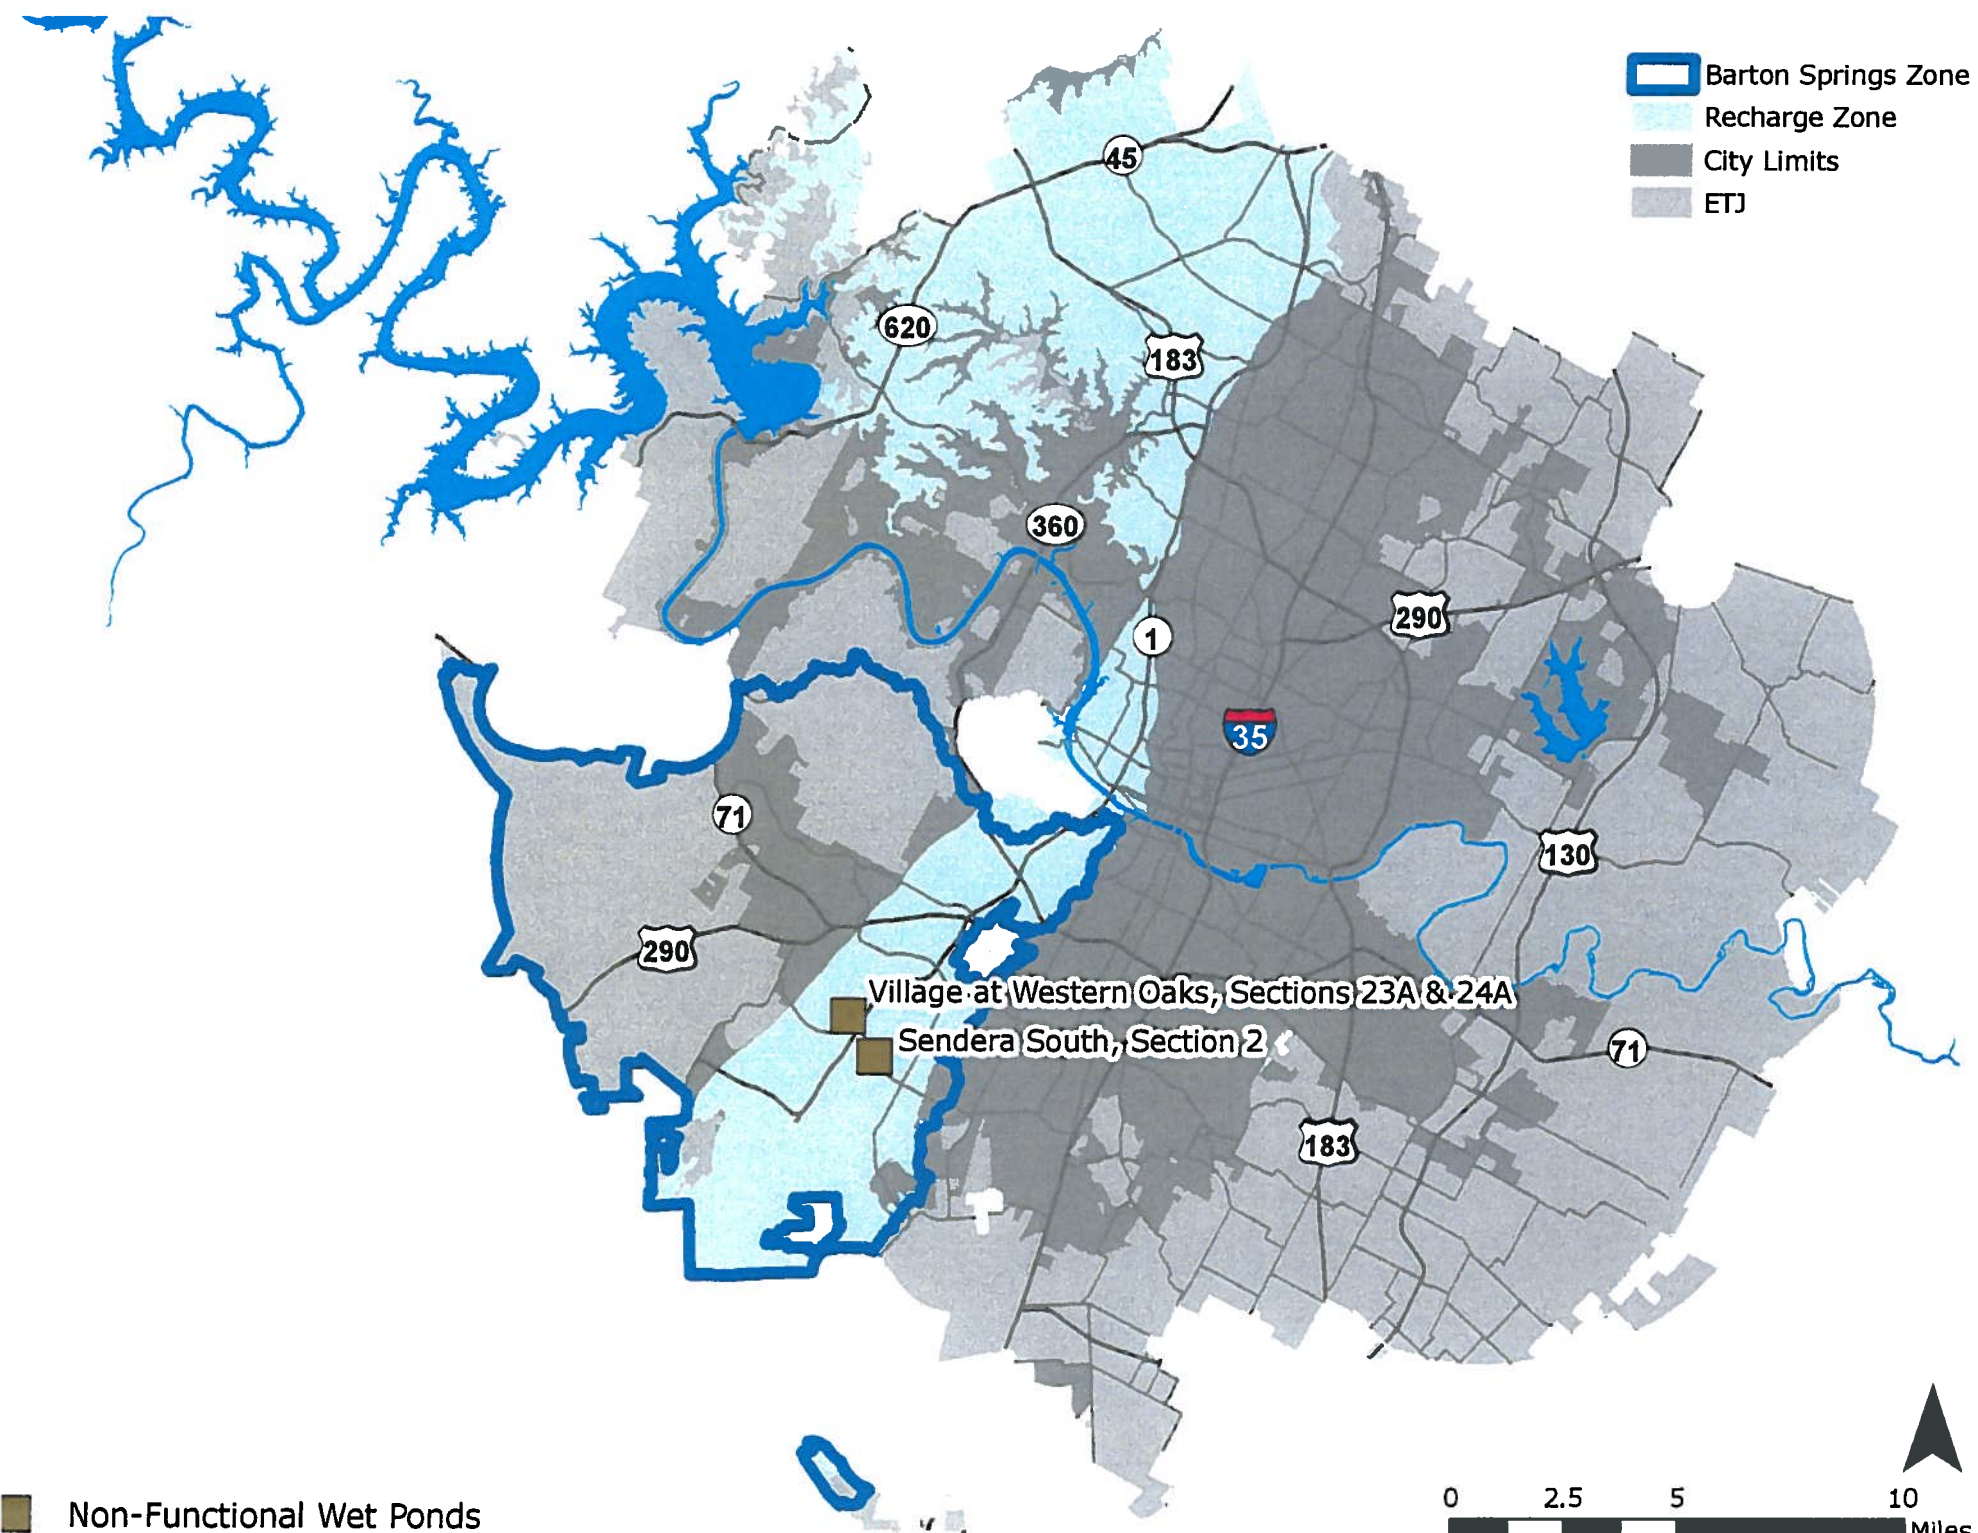 Barton Springs Zone
Recharge Zone
City Limits
ETJ
45
620
183
360
290
1
35
71
130
290
Village at Western Oaks, Sections 23A & 24A
Sendera South, Section 2
71
183
Non-Functional Wet Ponds
0 2.5 5 10
Miles